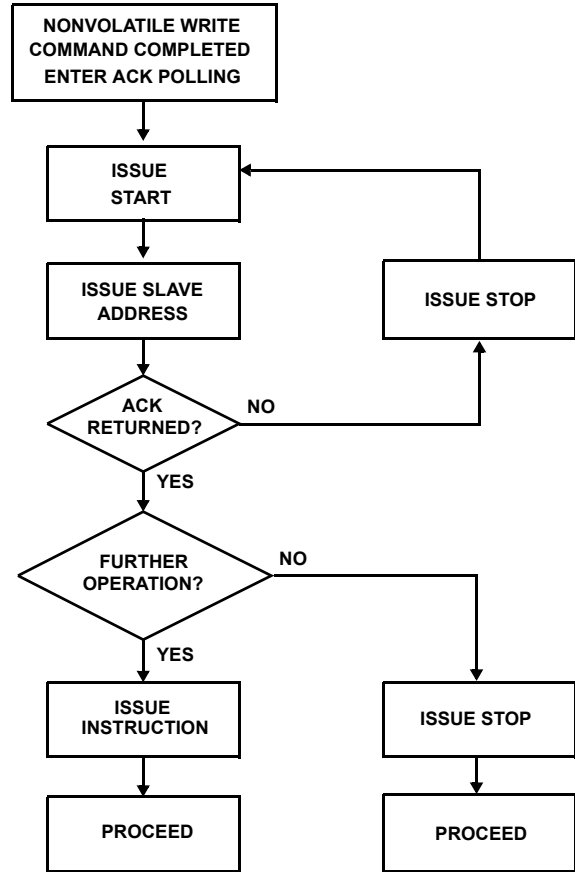 NONVOLATILE WRITE
COMMAND COMPLETED
ENTER ACK POLLING
ISSUE
START
ISSUE SLAVE
ADDRESS
ISSUE STOP
ACK
RETURNED?
NO
YES
FURTHER
OPERATION?
NO
YES
ISSUE
INSTRUCTION
ISSUE STOP
PROCEED
PROCEED